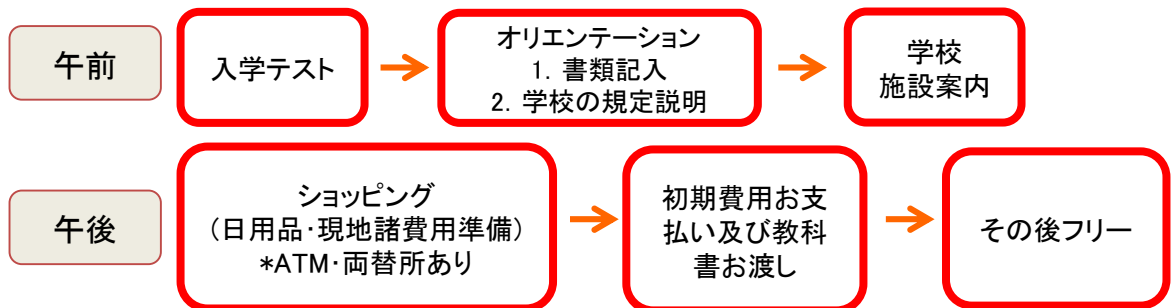 午前
入学テスト
オリエンテーション
1. 書類記入
2. 学校の規定説明
学校
施設案内
午後
ショッピング
(日用品・現地諸費用準備)
*ATM・両替所あり
初期費用お支
払い及び教科
書お渡し
その後フリー